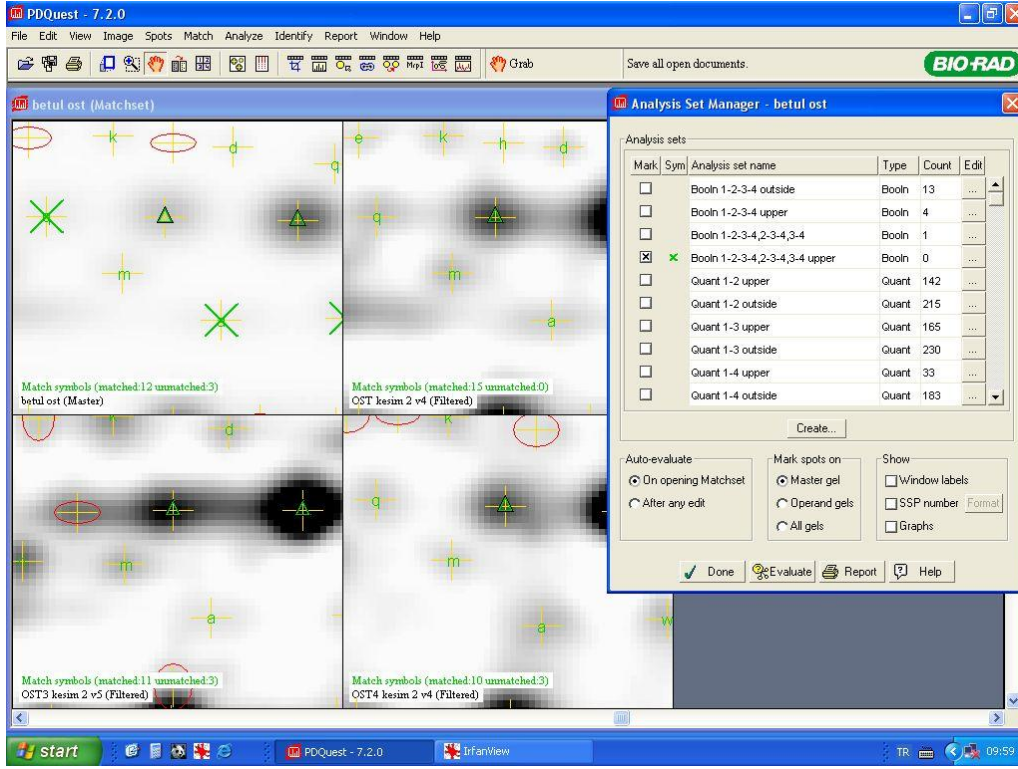 PDQuest - 7.2.0
File Edit View Image Spots Match Analyze Identify Report Window Help
MrpI Grab Save all open documents. BIO-RAD
betul ost (Matchset)
k d q
m
Match symbols (matched:12 unmatched:3)
betul ost (Master)
e k h d
q
m
a
Match symbols (matched:15 unmatched:0)
OST kesim 2 v4 (Filtered)
d
m
a
Match symbols (matched:11 unmatched:3)
OST3 kesim 2 v5 (Filtered)
k
q
m
a w
Match symbols (matched:10 unmatched:3)
OST4 kesim 2 v4 (Filtered)
Analysis Set Manager - betul ost
Analysis sets
Mark Sym Analysis set name Type Count Edit
Booln 1-2-3-4 outside Booln 13 ...
Booln 1-2-3-4 upper Booln 4 ...
Booln 1-2-3-4,2-3-4,3-4 Booln 1 ...
Booln 1-2-3-4,2-3-4,3-4 upper Booln 0 ...
Quant 1-2 upper Quant 142 ...
Quant 1-2 outside Quant 215 ...
Quant 1-3 upper Quant 165 ...
Quant 1-3 outside Quant 230 ...
Quant 1-4 upper Quant 33 ...
Quant 1-4 outside Quant 183 ...
Create...
Auto-evaluate
On opening Matchset
After any edit
Mark spots on
Master gel
Operand gels
All gels
Show
Window labels
SSP number Format
Graphs
Done Evaluate Report Help
start PDQuest - 7.2.0 IrfanView TR 09:59